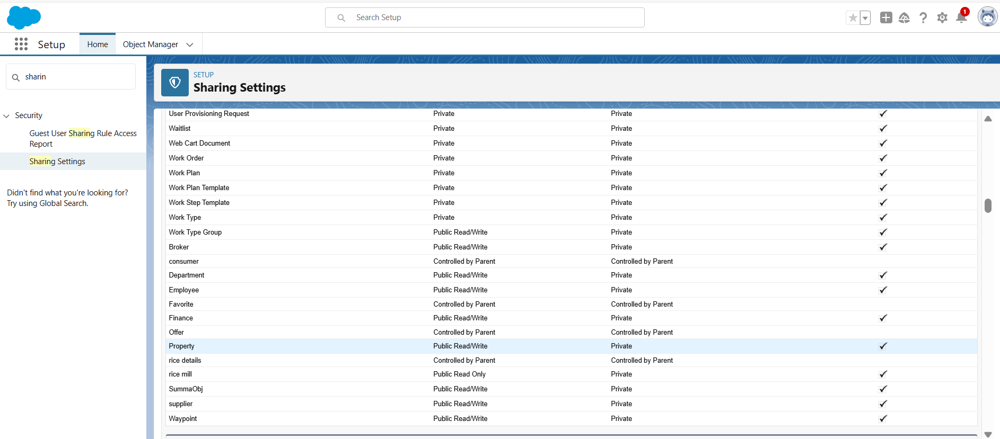 Search Setup
1
Setup
Home
Object Manager
sharin
Security
Guest User Sharing Rule Access
Report
Sharing Settings
Didn't find what you're looking for?
Try using Global Search.
SETUP
Sharing Settings
User Provisioning Request Private Private
Waitlist Private Private
Web Cart Document Private Private
Work Order Private Private
Work Plan Private Private
Work Plan Template Private Private
Work Step Template Private Private
Work Type Private Private
Work Type Group Public Read/Write Private
Broker Public Read/Write Private
consumer Controlled by Parent Controlled by Parent
Department Public Read/Write Private
Employee Public Read/Write Private
Favorite Controlled by Parent Controlled by Parent
Finance Public Read/Write Private
Offer Controlled by Parent Controlled by Parent
Property Public Read/Write Private
rice details Controlled by Parent Controlled by Parent
rice mill Public Read Only Private
SummaObj Public Read/Write Private
supplier Public Read/Write Private
Waypoint Public Read/Write Private